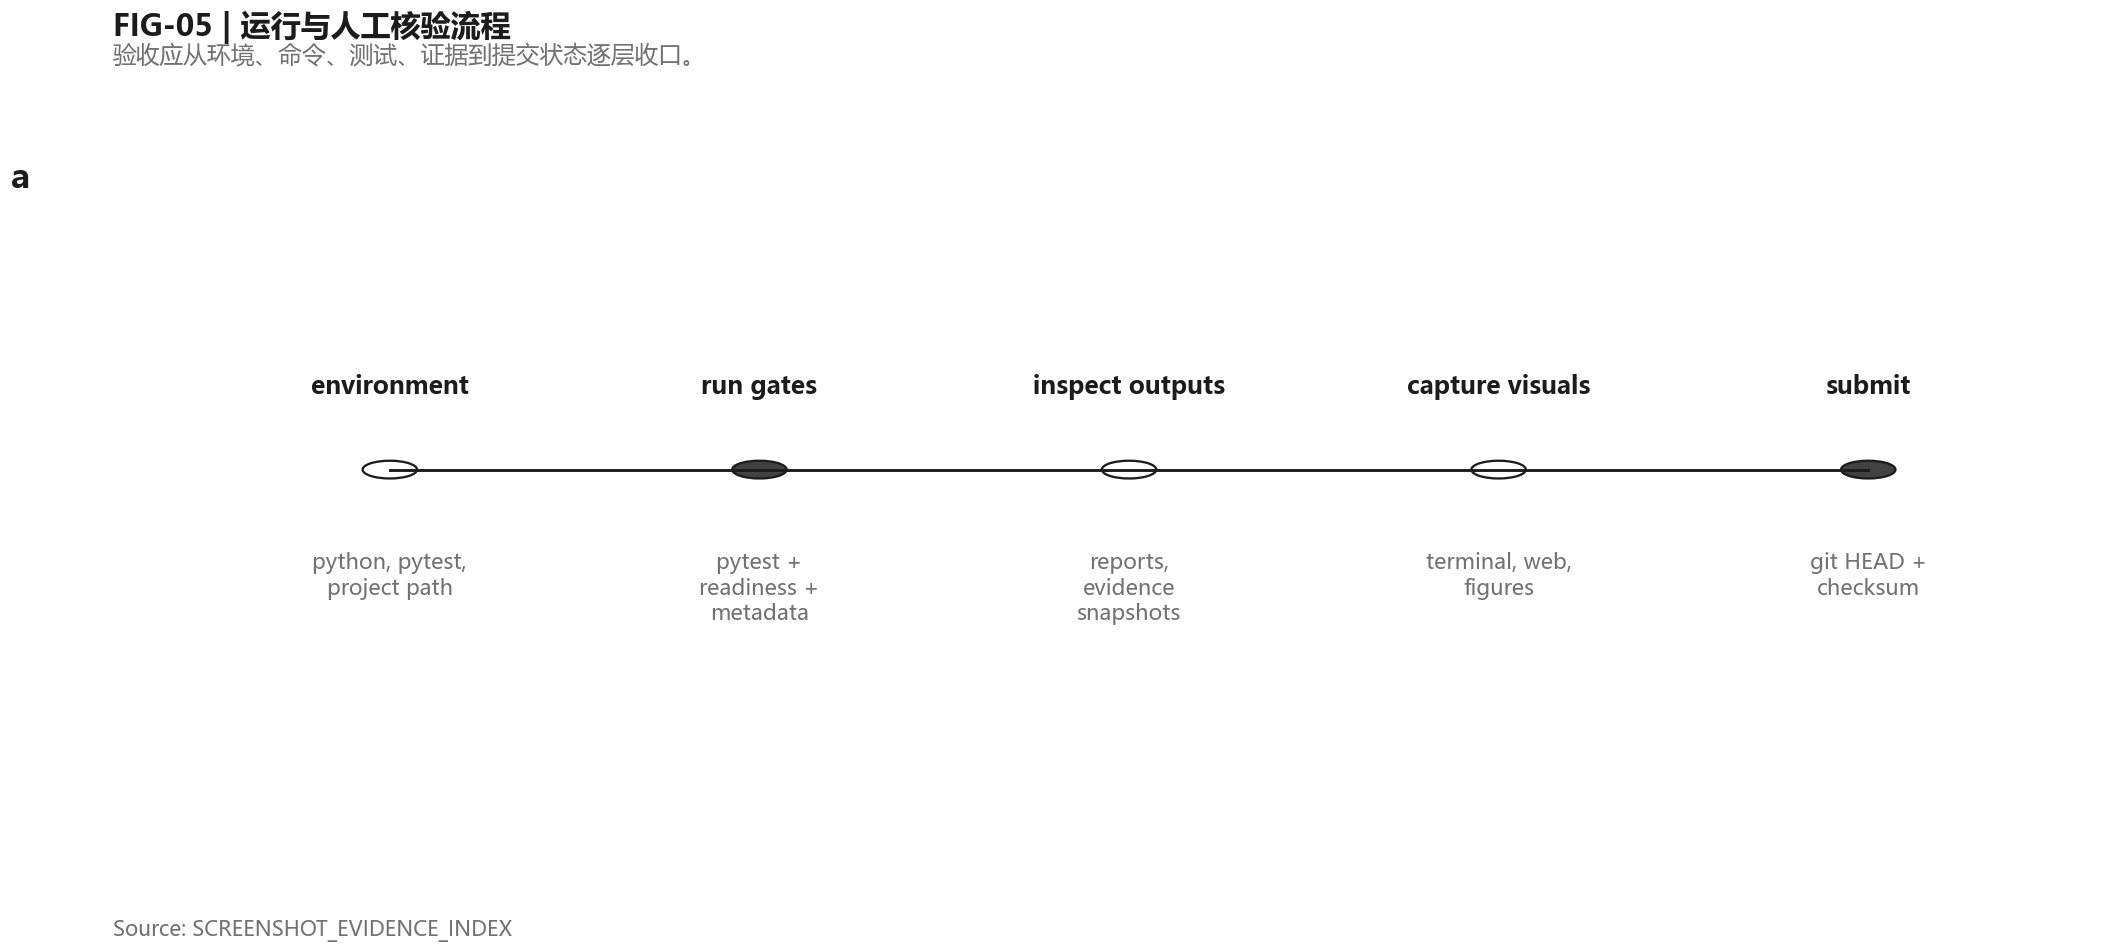 FIG-05 | 运行与人工核验流程
验收应从环境、命令、测试、证据到提交状态逐层收口。
a
environment
run gates
inspect outputs
capture visuals
submit
python, pytest,
project path
pytest +
readiness +
metadata
reports,
evidence
snapshots
terminal, web,
figures
git HEAD +
checksum
Source: SCREENSHOT_EVIDENCE_INDEX